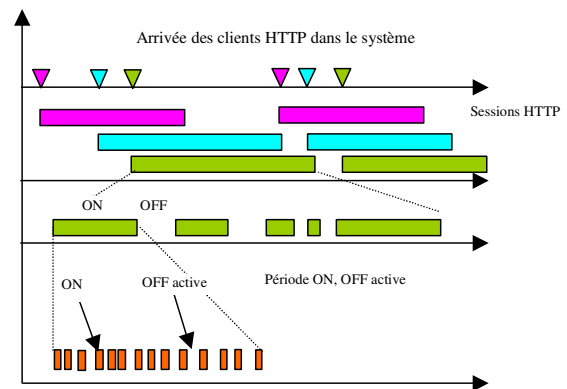 Arrivée des clients HTTP dans le système
Sessions HTTP
ON
OFF
ON
OFF active
Période ON, OFF active